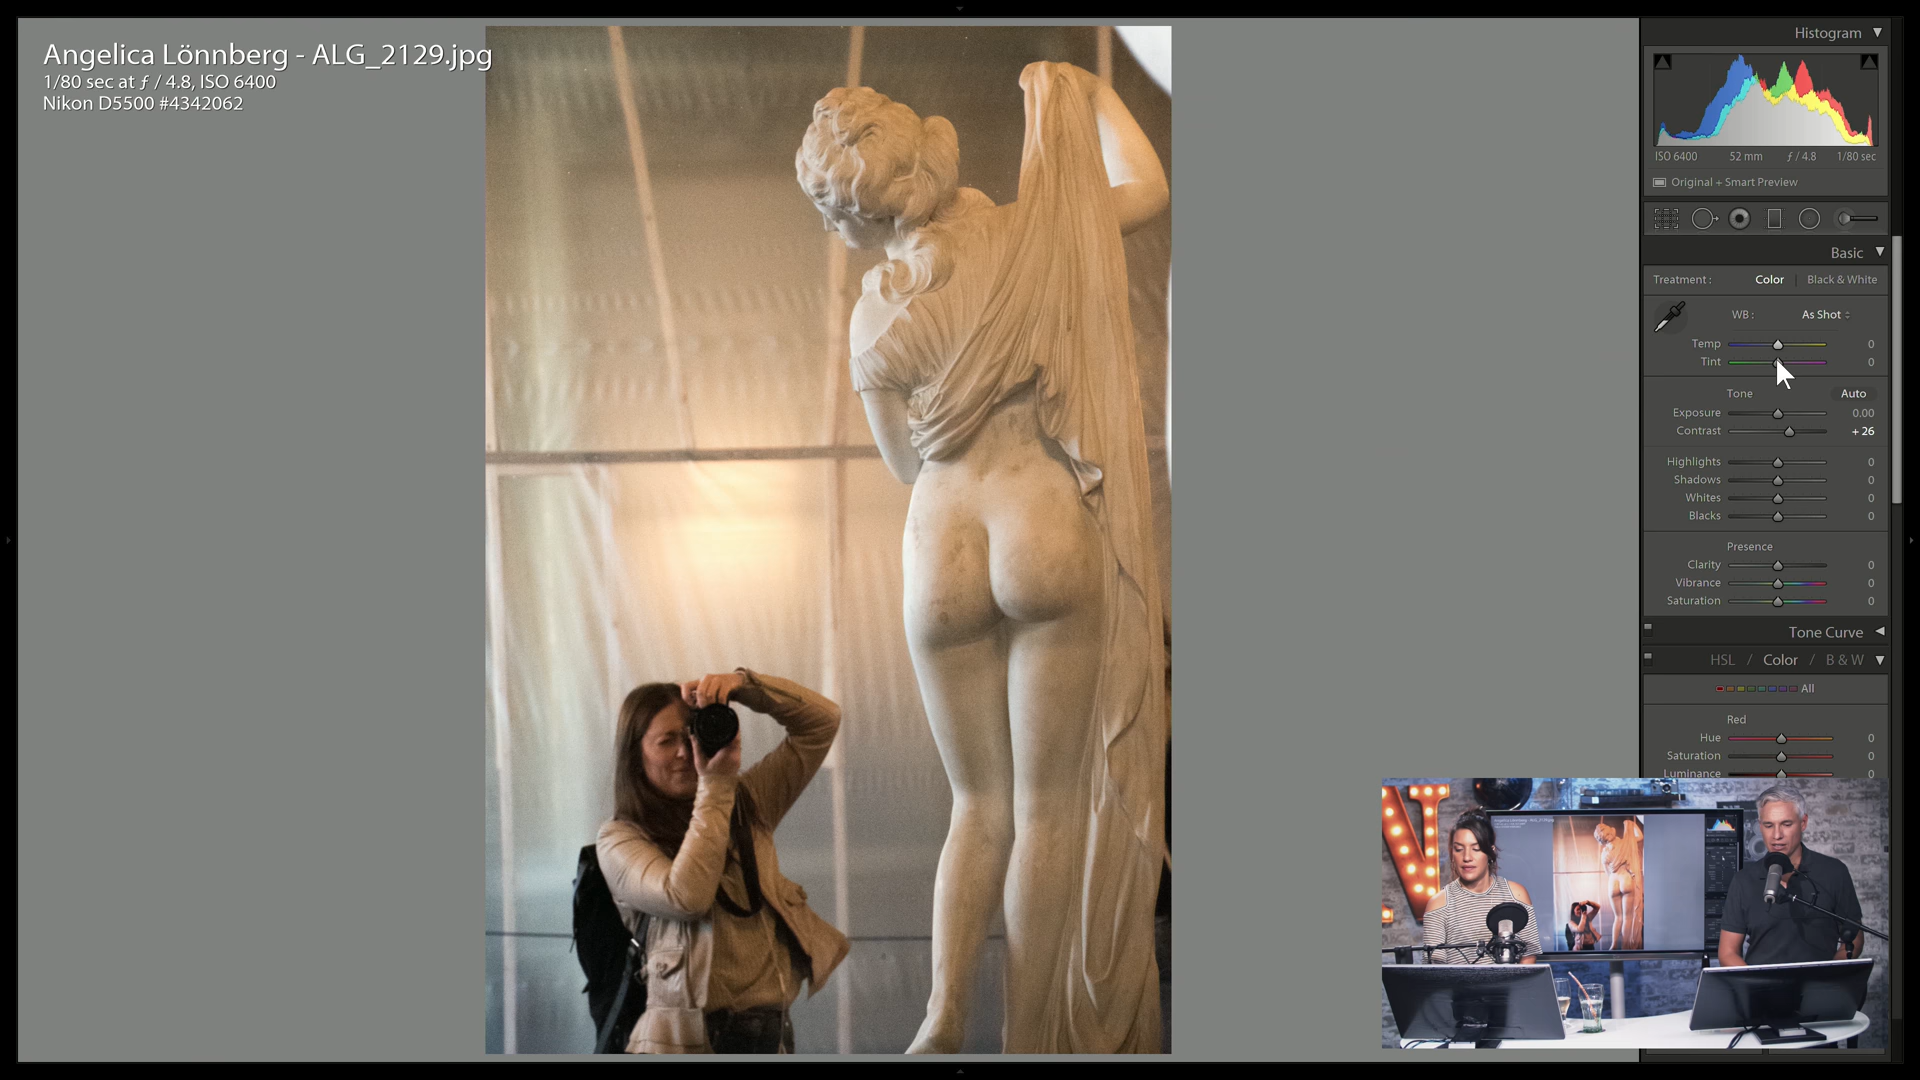 Angelica Lönnberg - ALG_2129.jpg
1/80 sec at ƒ / 4.8, ISO 6400
Nikon D5500 #4342062
Histogram
ISO 6400 52 mm ƒ / 4.8 1/80 sec
Original + Smart Preview
Basic
Treatment : Color | Black & White
WB : As Shot
Temp 0
Tint 0
Tone Auto
Exposure 0.00
Contrast + 26
Highlights 0
Shadows 0
Whites 0
Blacks 0
Presence
Clarity 0
Vibrance 0
Saturation 0
Tone Curve
HSL / Color / B & W
All
Red
Hue 0
Saturation 0
Luminance 0
N